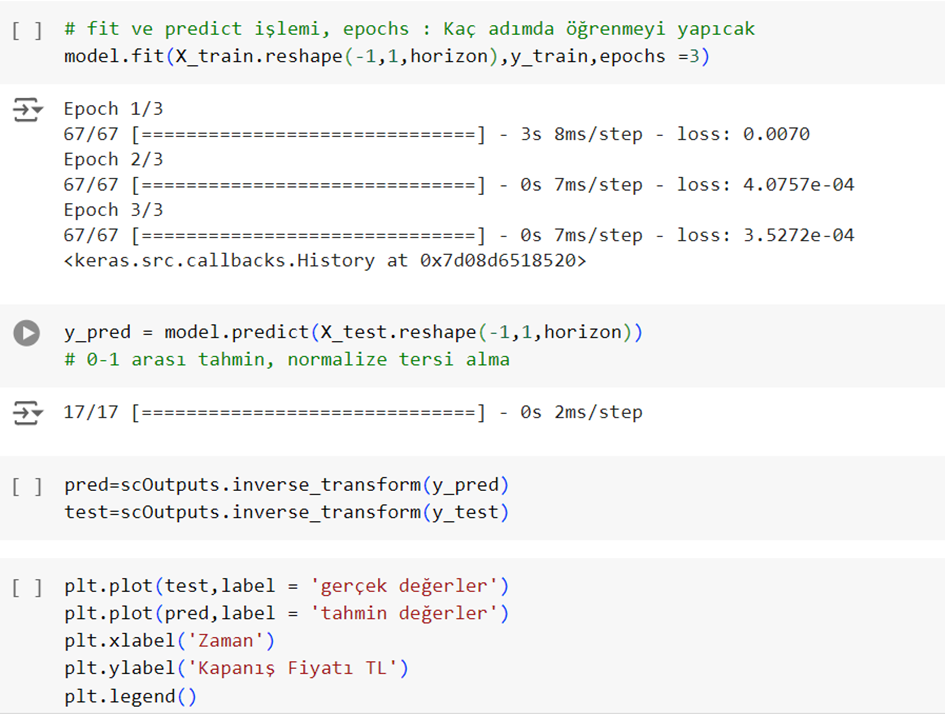 [ ] # fit ve predict işlemi, epochs : Kaç adımda öğrenmeyi yapıcak
model.fit(X_train.reshape(-1,1,horizon),y_train,epochs =3)
Epoch 1/3
67/67 [==============================] - 3s 8ms/step - loss: 0.0070
Epoch 2/3
67/67 [==============================] - 0s 7ms/step - loss: 4.0757e-04
Epoch 3/3
67/67 [==============================] - 0s 7ms/step - loss: 3.5272e-04
<keras.src.callbacks.History at 0x7d08d6518520>
y_pred = model.predict(X_test.reshape(-1,1,horizon))
# 0-1 arası tahmin, normalize tersi alma
17/17 [==============================] - 0s 2ms/step
[ ] pred=scOutputs.inverse_transform(y_pred)
test=scOutputs.inverse_transform(y_test)
[ ] plt.plot(test,label = 'gerçek değerler')
plt.plot(pred,label = 'tahmin değerler')
plt.xlabel('Zaman')
plt.ylabel('Kapanış Fiyatı TL')
plt.legend()